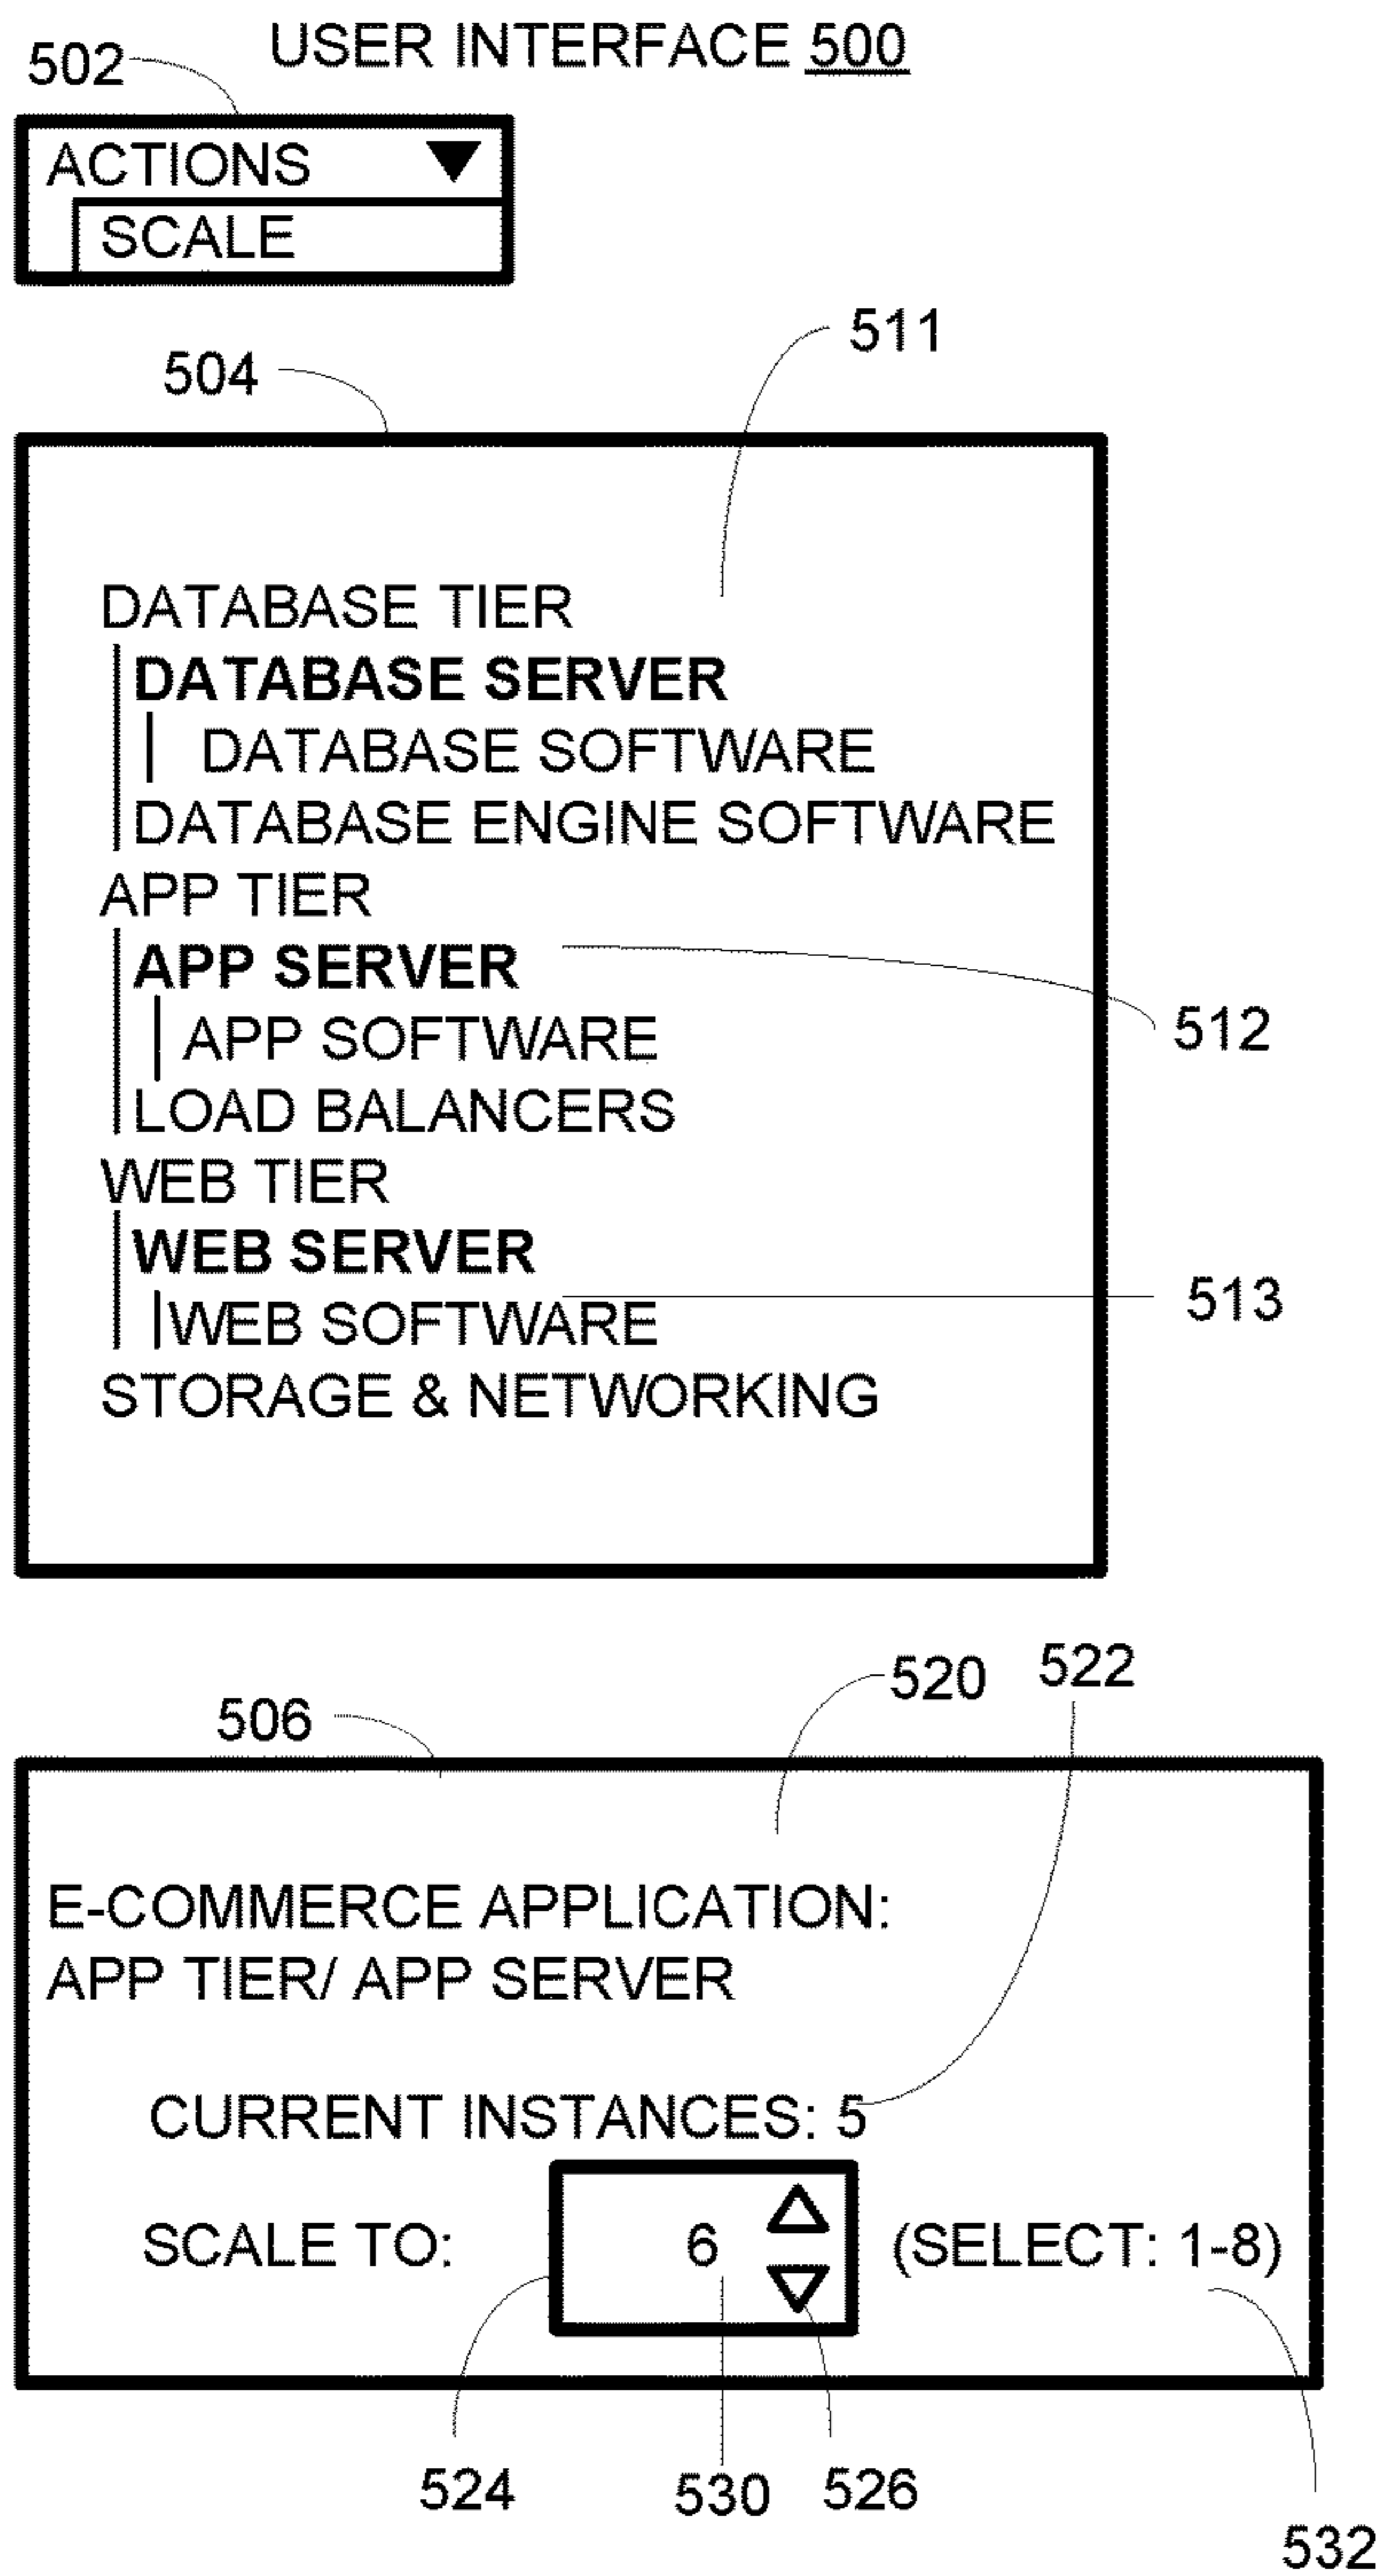 USER INTERFACE 500
502
ACTIONS
SCALE
511
504
DATABASE TIER
DATABASE SERVER
DATABASE SOFTWARE
DATABASE ENGINE SOFTWARE
APP TIER
APP SERVER
512
APP SOFTWARE
LOAD BALANCERS
WEB TIER
WEB SERVER
513
WEB SOFTWARE
STORAGE & NETWORKING
522
520
506
E-COMMERCE APPLICATION:
APP TIER/ APP SERVER
CURRENT INSTANCES: 5
SCALE TO: 6 (SELECT: 1-8)
524 530 526
532